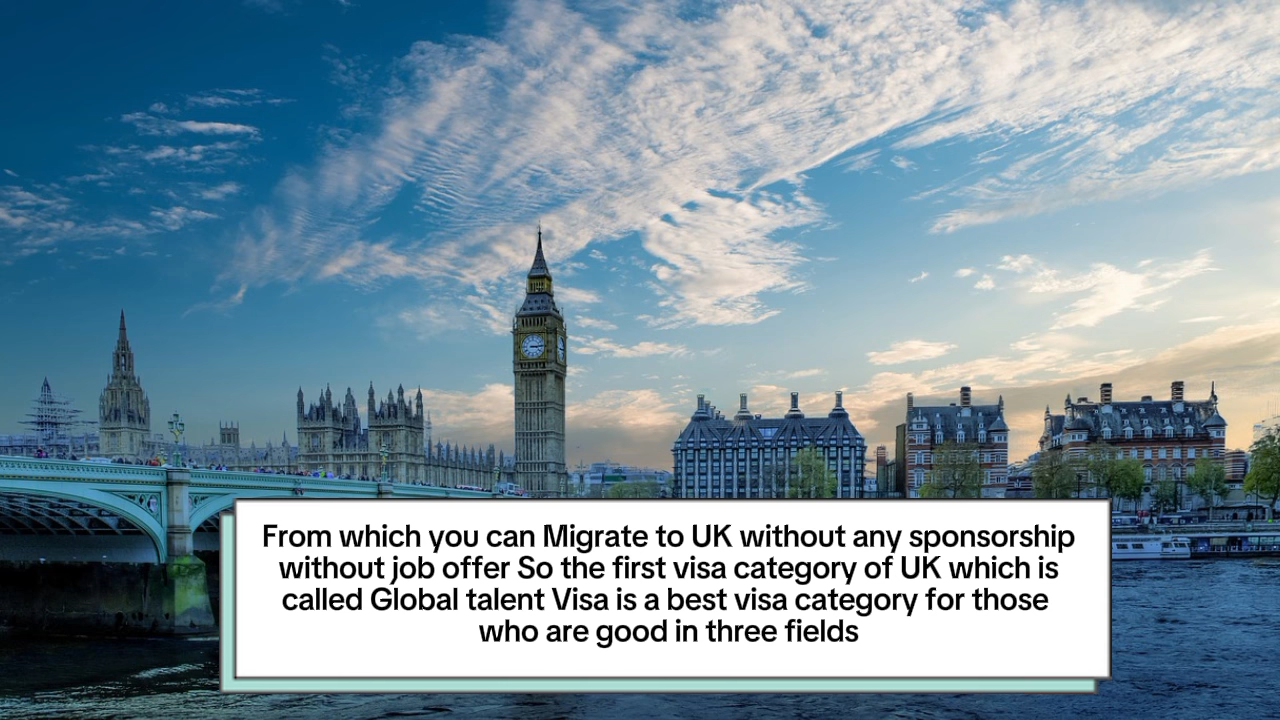 From which you can Migrate to UK without any sponsorship
without job offer So the first visa category of UK which is
called Global talent Visa is a best visa category for those
who are good in three fields